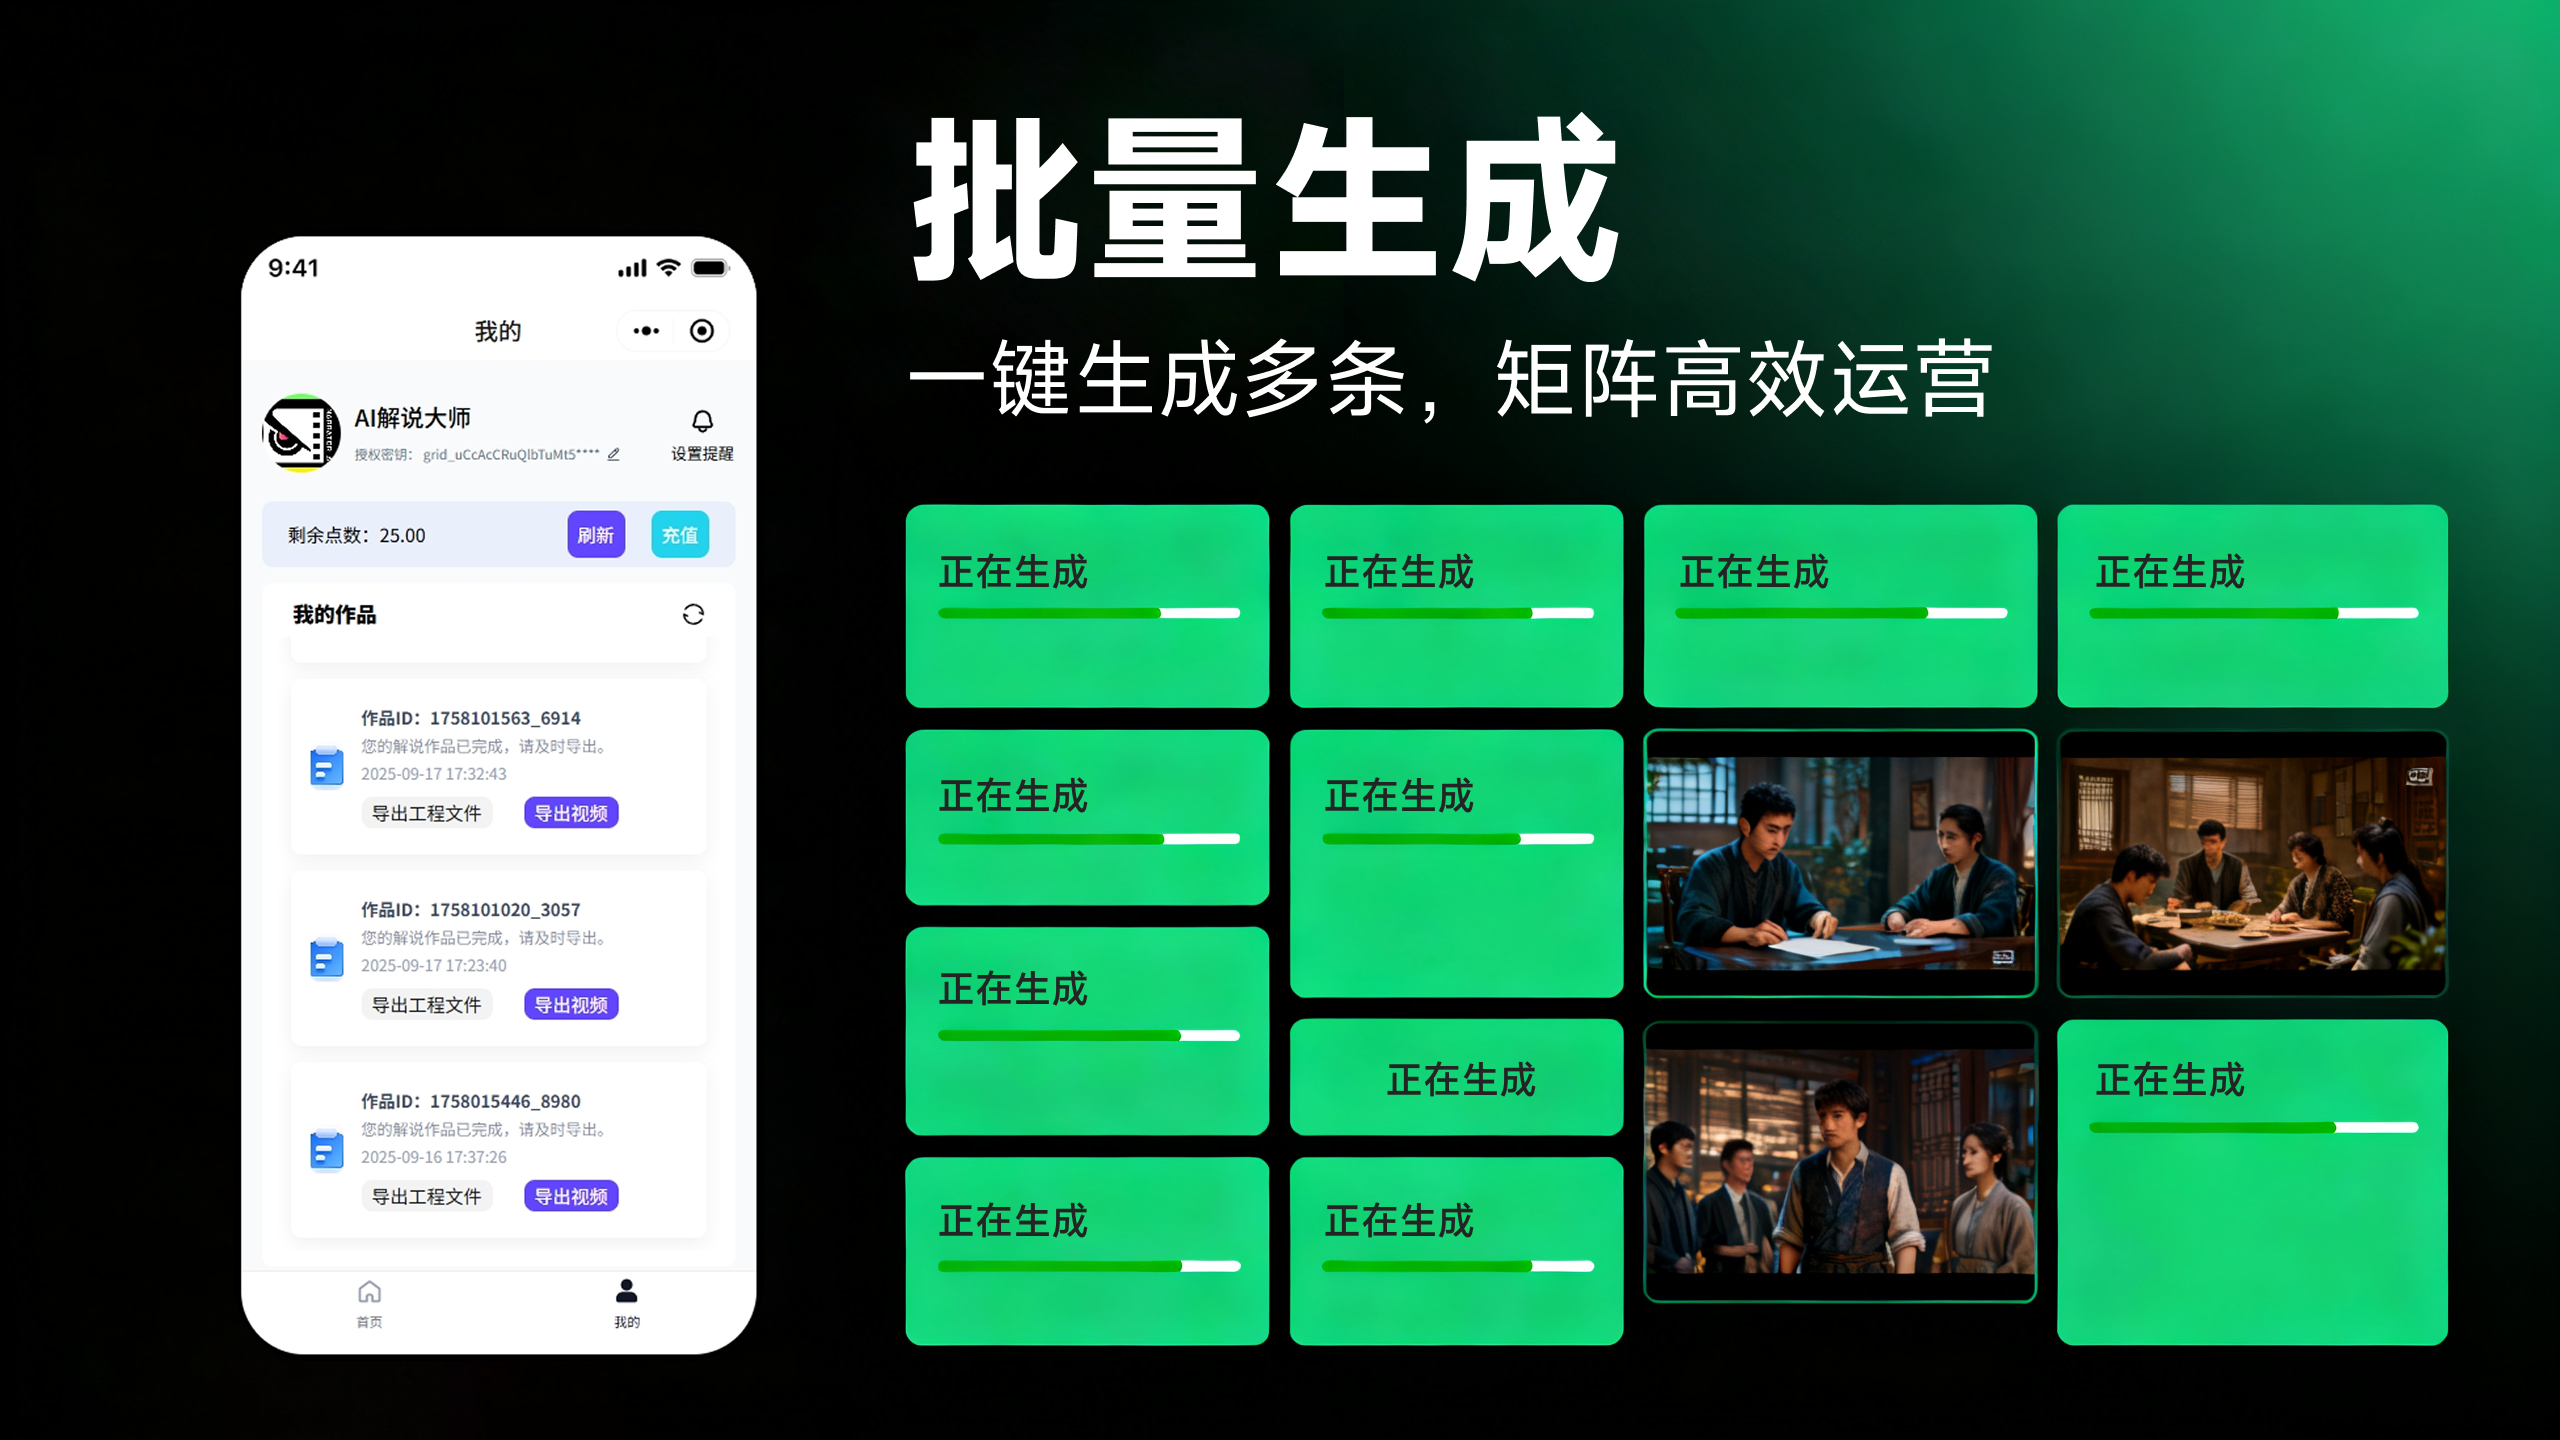 批量生成
一键生成多条，矩阵高效运营
9:41
我的
AI解说大师
授权密钥： grid_uCcAcCRuQlbTuMt5****
设置提醒
剩余点数：25.00
刷新
充值
我的作品
作品ID：1758101563_6914
您的解说作品已完成，请及时导出。
2025-09-17 17:32:43
导出工程文件
导出视频
作品ID：1758101020_3057
您的解说作品已完成，请及时导出。
2025-09-17 17:23:40
导出工程文件
导出视频
作品ID：1758015446_8980
您的解说作品已完成，请及时导出。
2025-09-16 17:37:26
导出工程文件
导出视频
首页
我的
正在生成
正在生成
正在生成
正在生成
正在生成
正在生成
正在生成
正在生成
正在生成
正在生成
正在生成